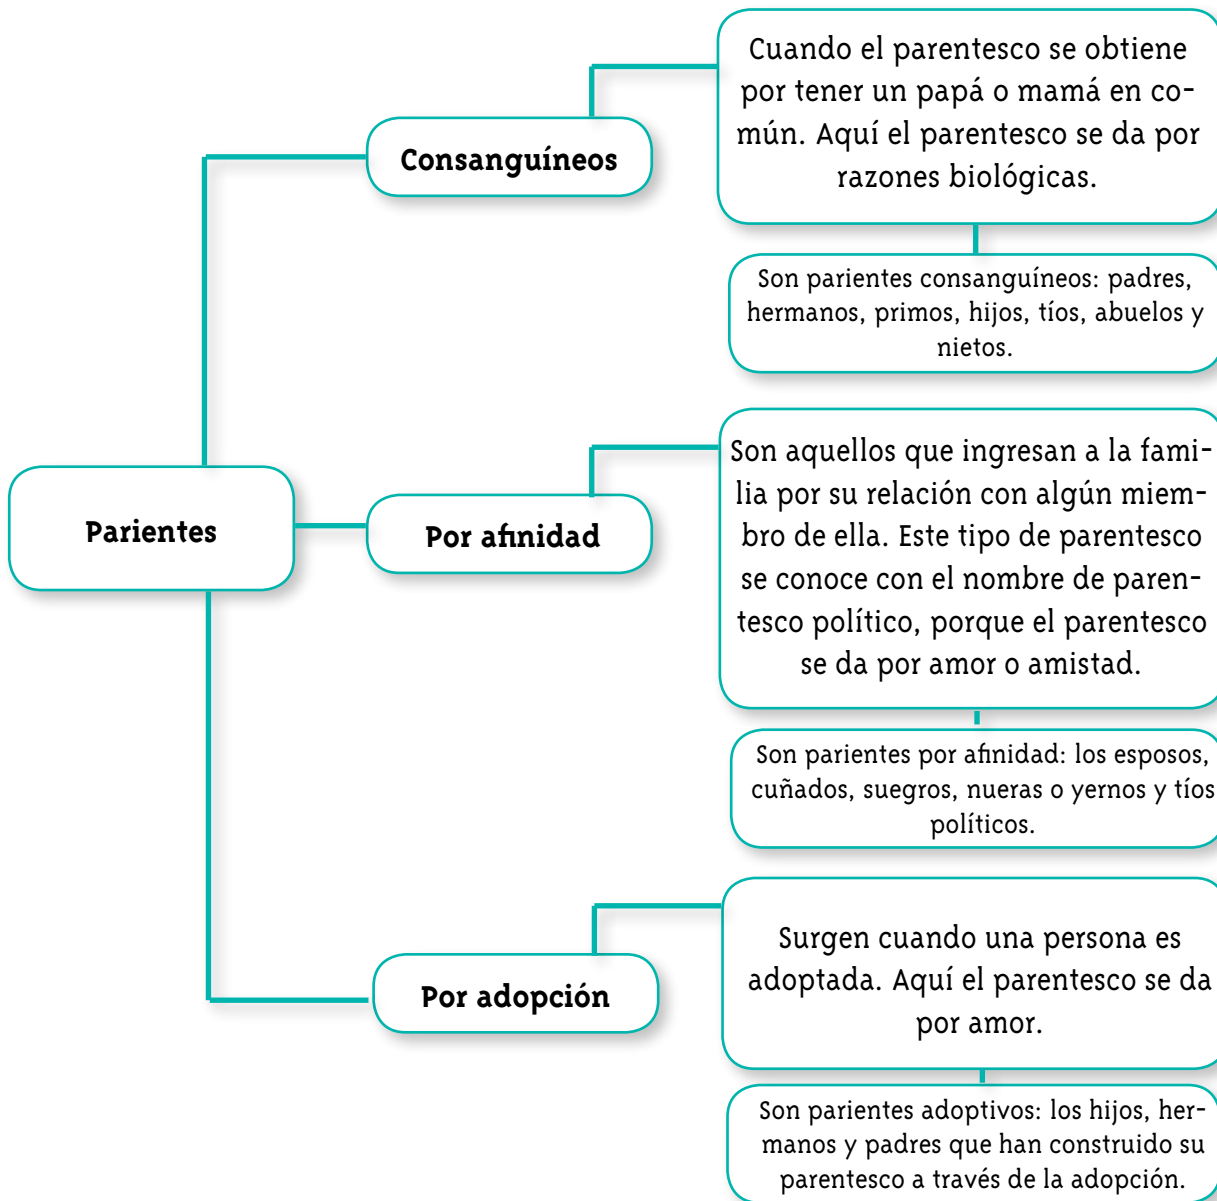 Cuando el parentesco se obtiene
por tener un papá o mamá en co-
mún. Aquí el parentesco se da por
razones biológicas.
Consanguíneos
Son parientes consanguíneos: padres,
hermanos, primos, hijos, tíos, abuelos y
nietos.
Son aquellos que ingresan a la fami-
lia por su relación con algún miem-
bro de ella. Este tipo de parentesco
se conoce con el nombre de paren-
tesco político, porque el parentesco
se da por amor o amistad.
Parientes
Por afinidad
Son parientes por afinidad: los esposos,
cuñados, suegros, nueras o yernos y tíos
políticos.
Surgen cuando una persona es
adoptada. Aquí el parentesco se da
por amor.
Por adopción
Son parientes adoptivos: los hijos, her-
manos y padres que han construido su
parentesco a través de la adopción.